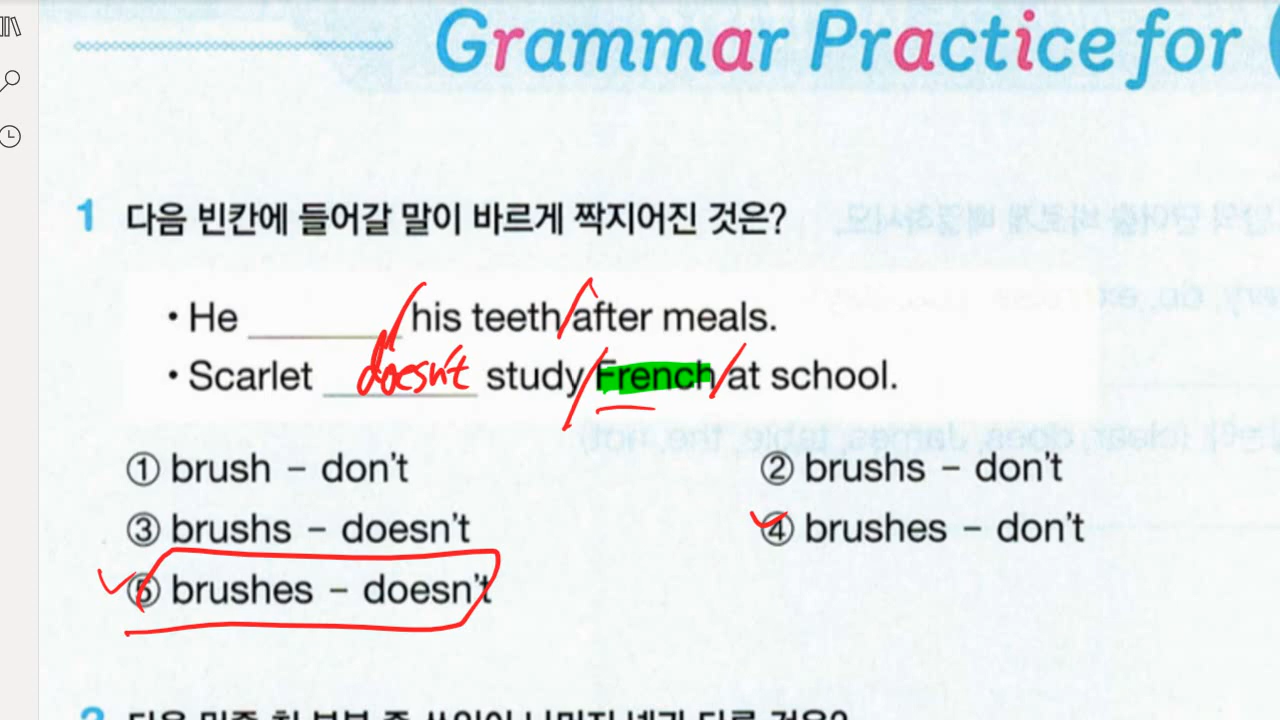 Grammar Practice for
1 다음 빈칸에 들어갈 말이 바르게 짝지어진 것은?
• He ________ his teeth after meals.
• Scarlet doesn't study French at school.
① brush – don't
② brushs – don't
③ brushs – doesn't
④ brushes – don't
⑤ brushes – doesn't